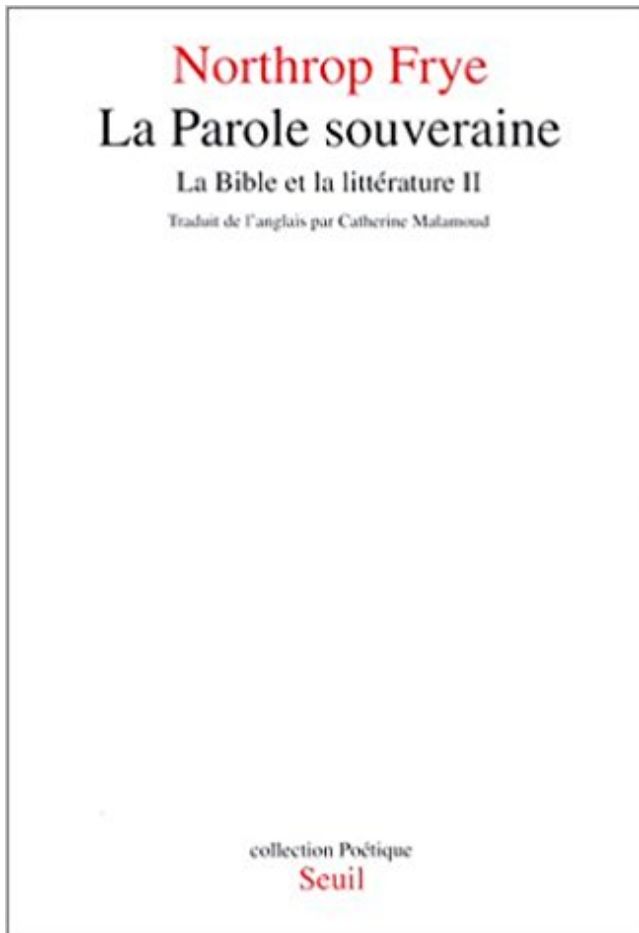 Northrop Frye
La Parole souveraine
La Bible et la littérature II
Traduit de l'anglais par Catherine Malamoud
collection Poétique
Seuil